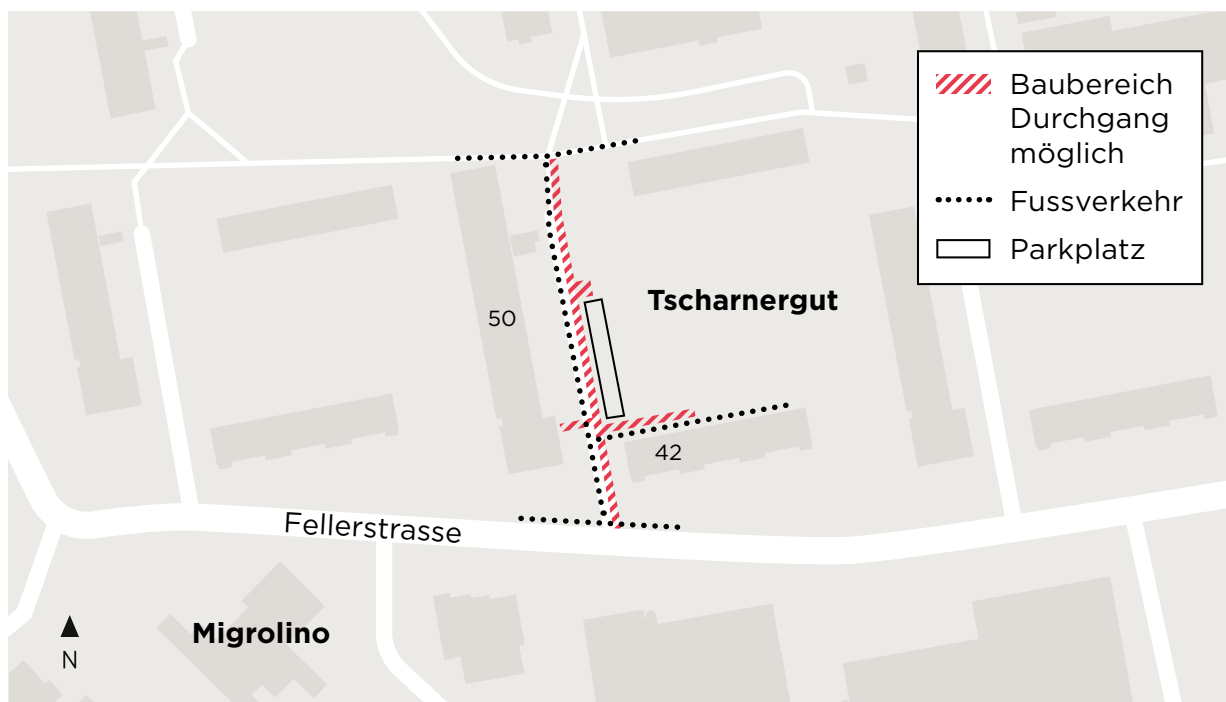 Baubereich
Durchgang
möglich
Fussverkehr
Parkplatz
Tscharnergut
50
42
Fellerstrasse
Migrolino
N